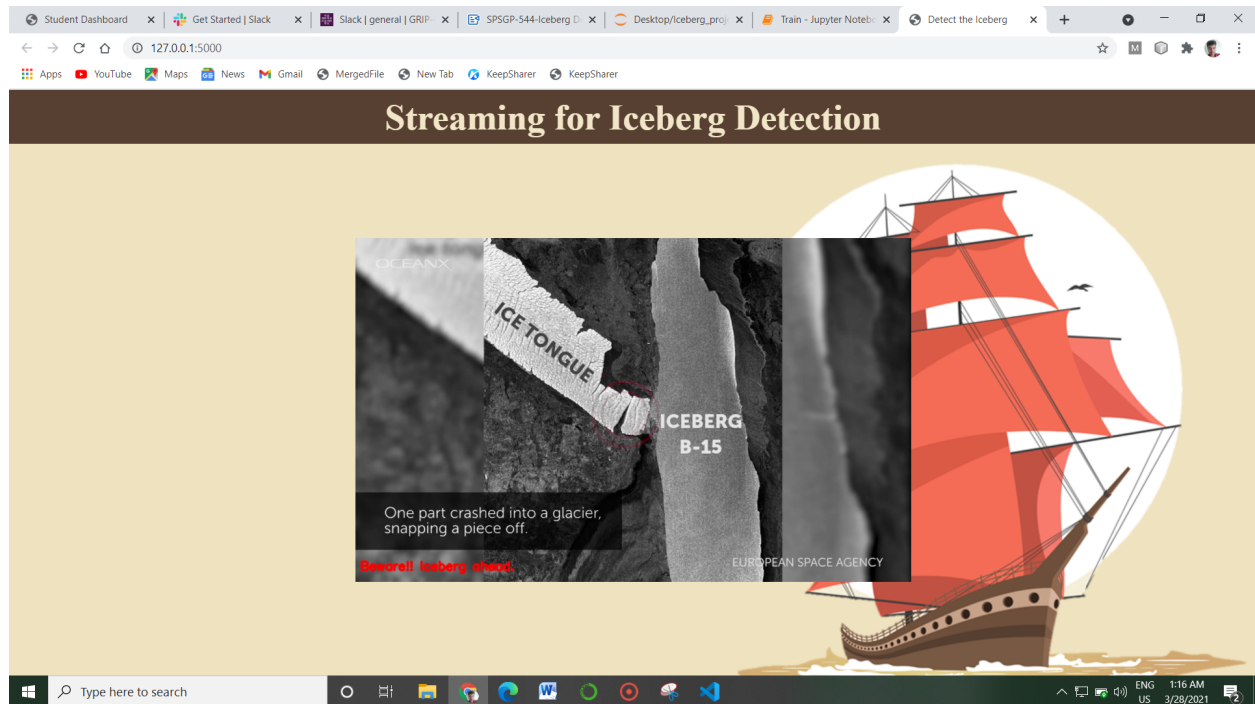 Student Dashboard
Get Started | Slack
Slack | general | GRIP-
SPSGP-544-Iceberg D
Desktop/Iceberg_proj
Train - Jupyter Notebo
Detect the Iceberg
127.0.0.1:5000
M
Apps
YouTube
Maps
News
Gmail
MergedFile
New Tab
KeepSharer
KeepSharer
Streaming for Iceberg Detection
OCEANX
ICE TONGUE
ICEBERG
B-15
One part crashed into a glacier,
snapping a piece off.
Beware!! Iceberg ahead.
EUROPEAN SPACE AGENCY
Type here to search
ENG
US
1:16 AM
3/28/2021
2